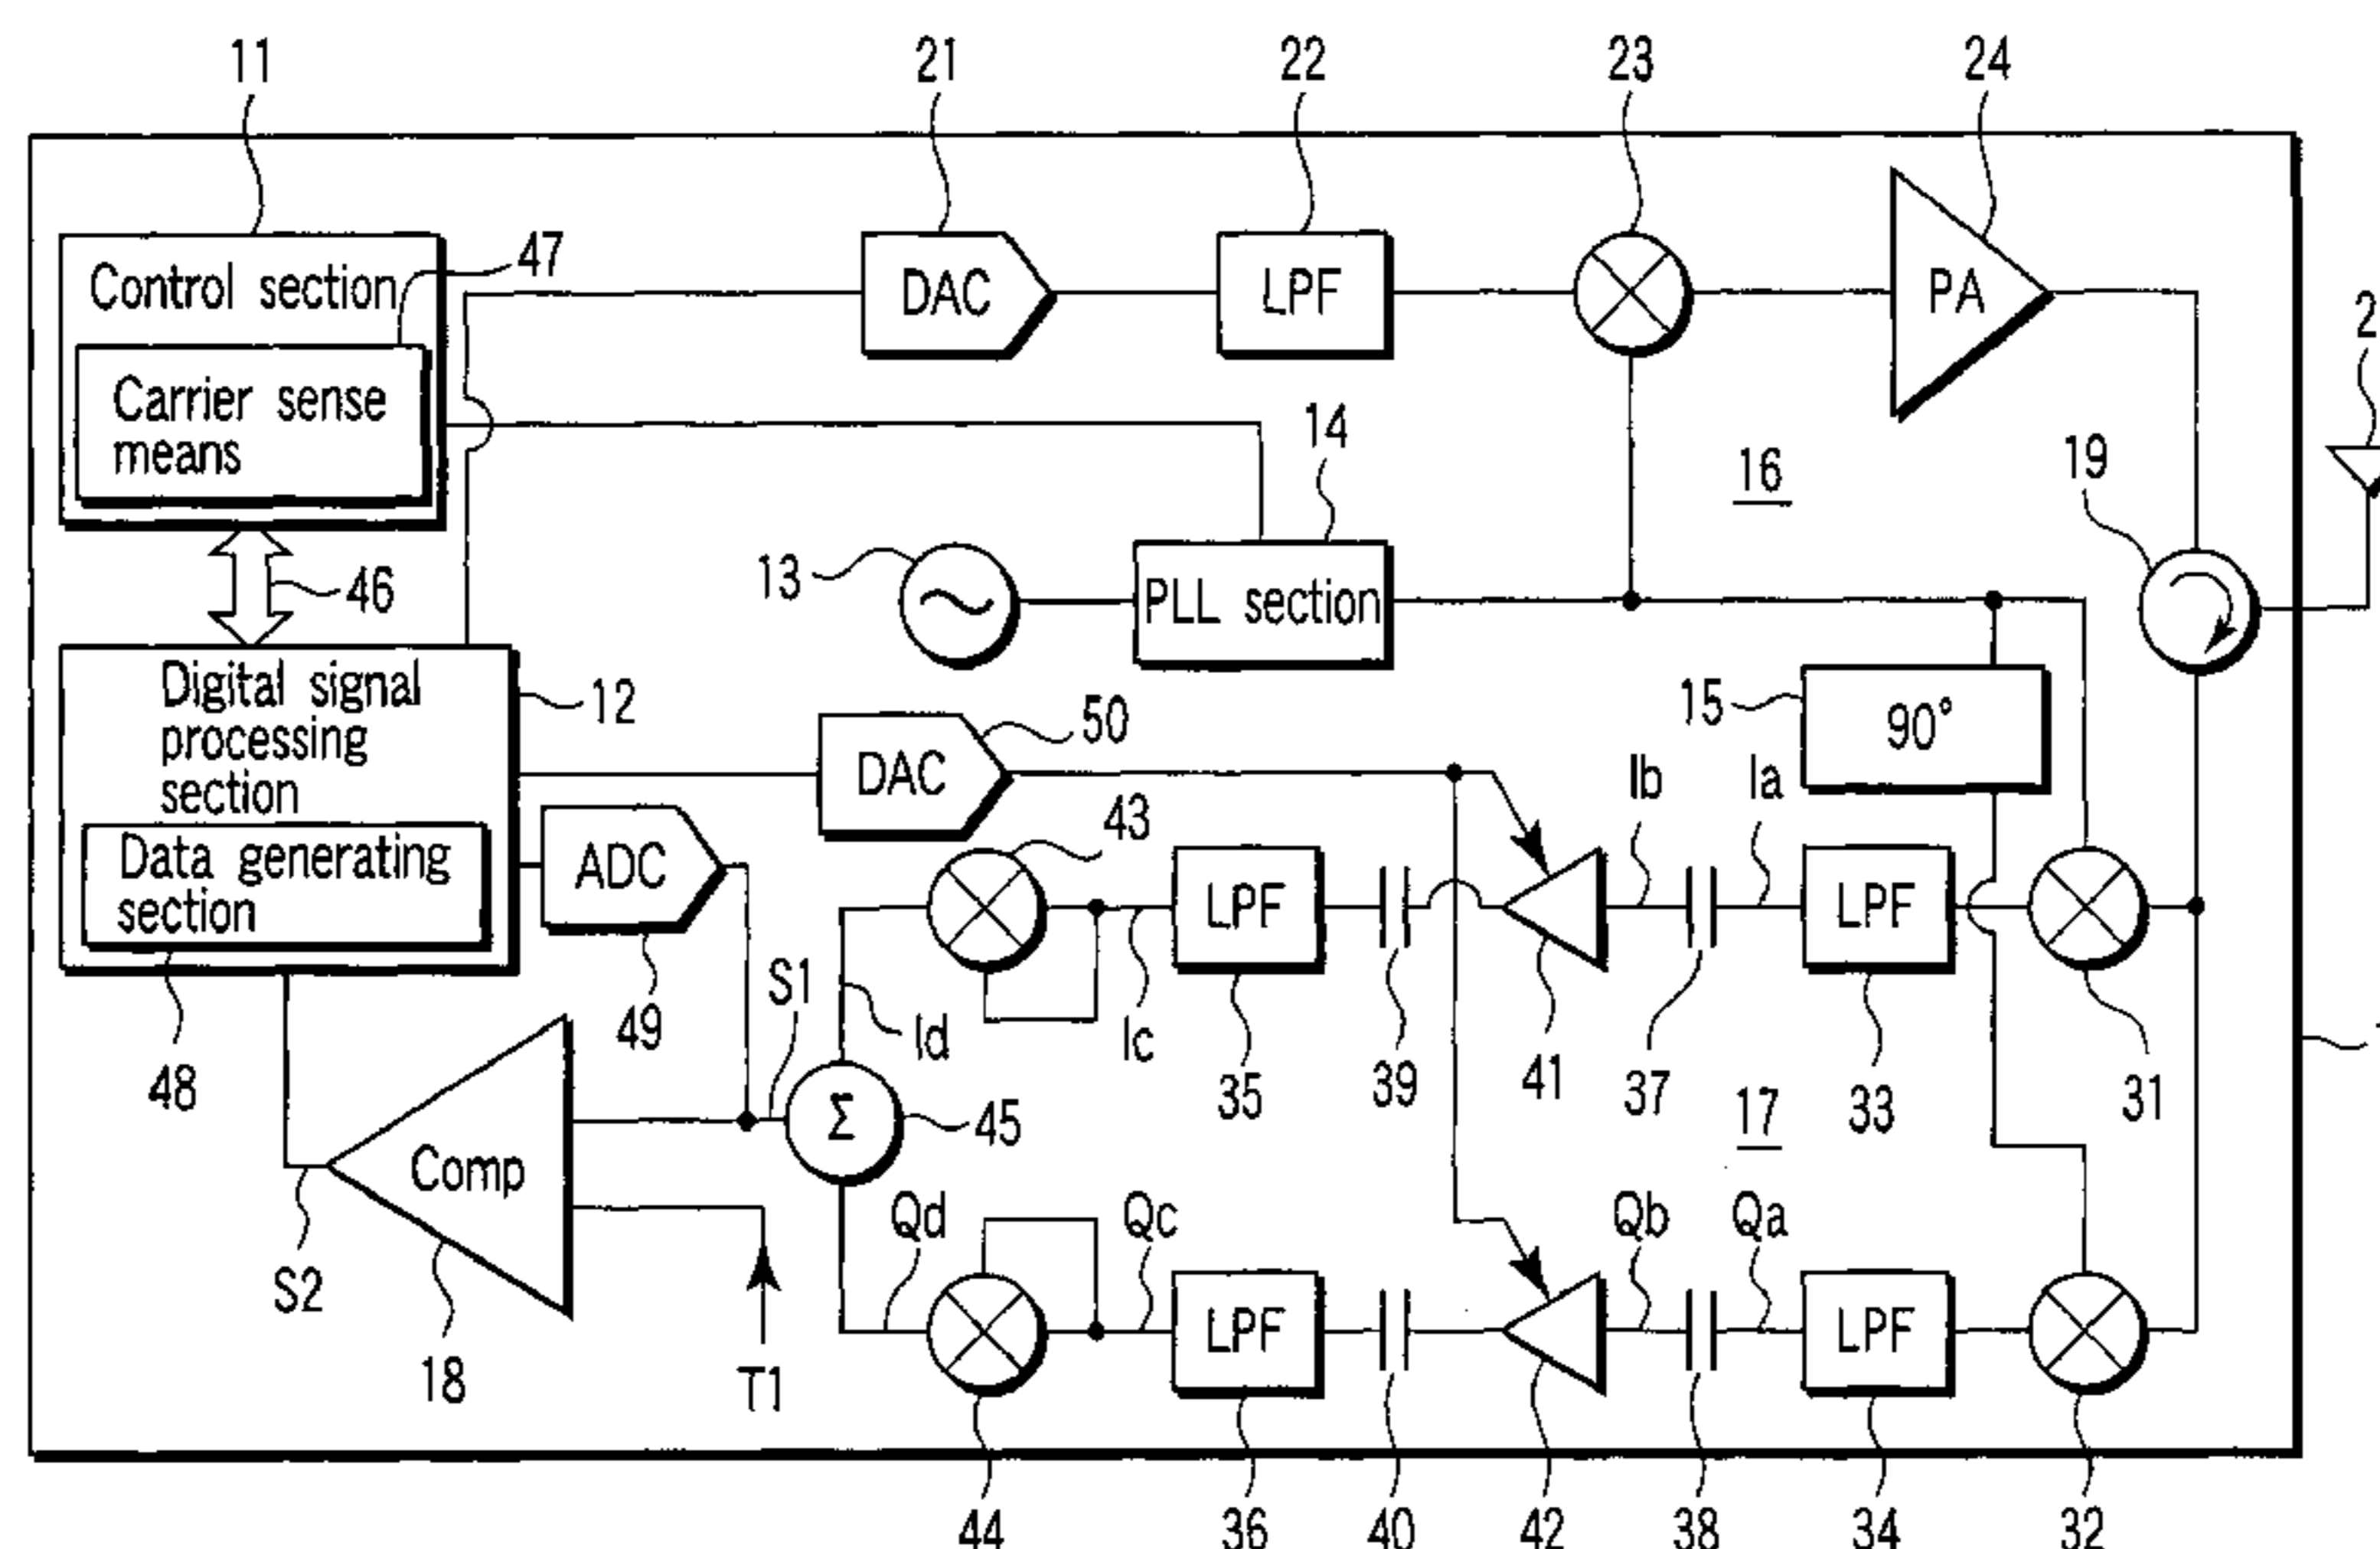 11
21
22
23
24
47
Control section
DAC
LPF
PA
2
Carrier sense
means
14
16
19
13
PLL section
46
Digital signal
processing
section
12
50
15
90°
DAC
43
Ib
Ia
Data generating
section
ADC
LPF
LPF
S1
49
Id
Ic
35
39
41
37
33
31
48
17
Σ
45
Comp
Qd
Qc
Qb
Qa
S2
LPF
LPF
18
T1
44
36
40
42
38
34
32